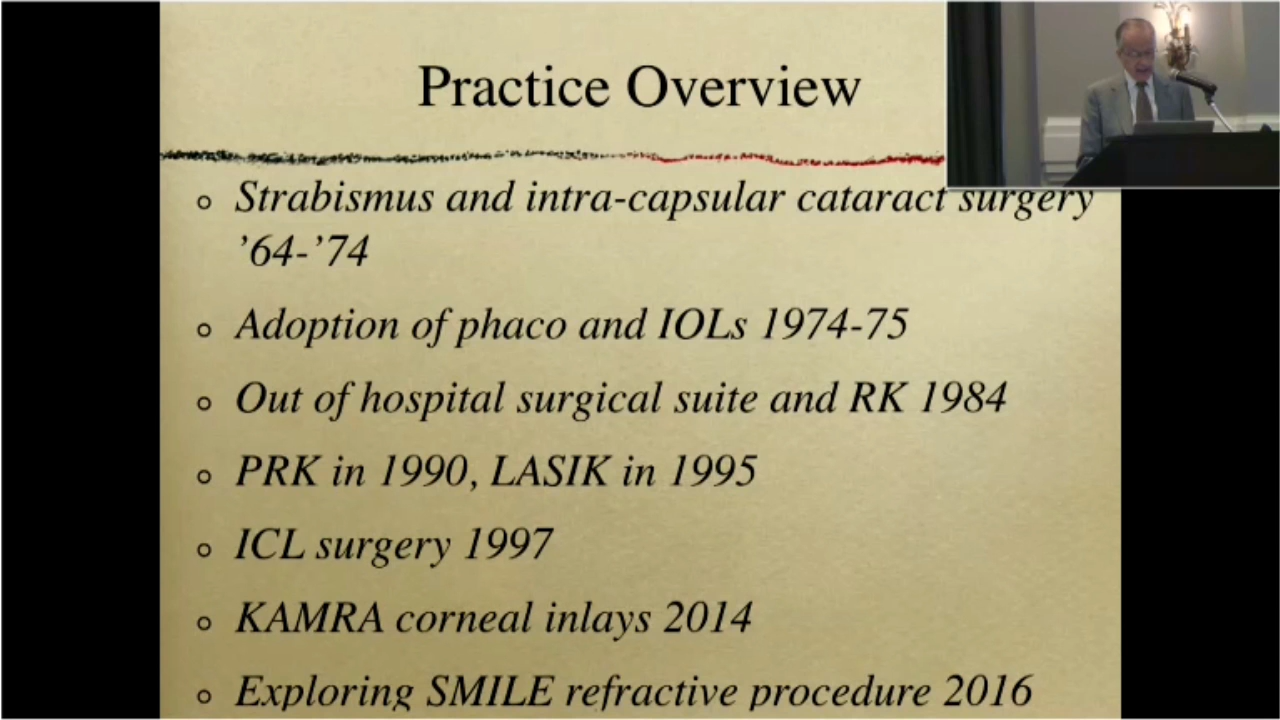 Practice Overview
Strabismus and intra-capsular cataract surgery
’64-’74
Adoption of phaco and IOLs 1974-75
Out of hospital surgical suite and RK 1984
PRK in 1990, LASIK in 1995
ICL surgery 1997
KAMRA corneal inlays 2014
Exploring SMILE refractive procedure 2016